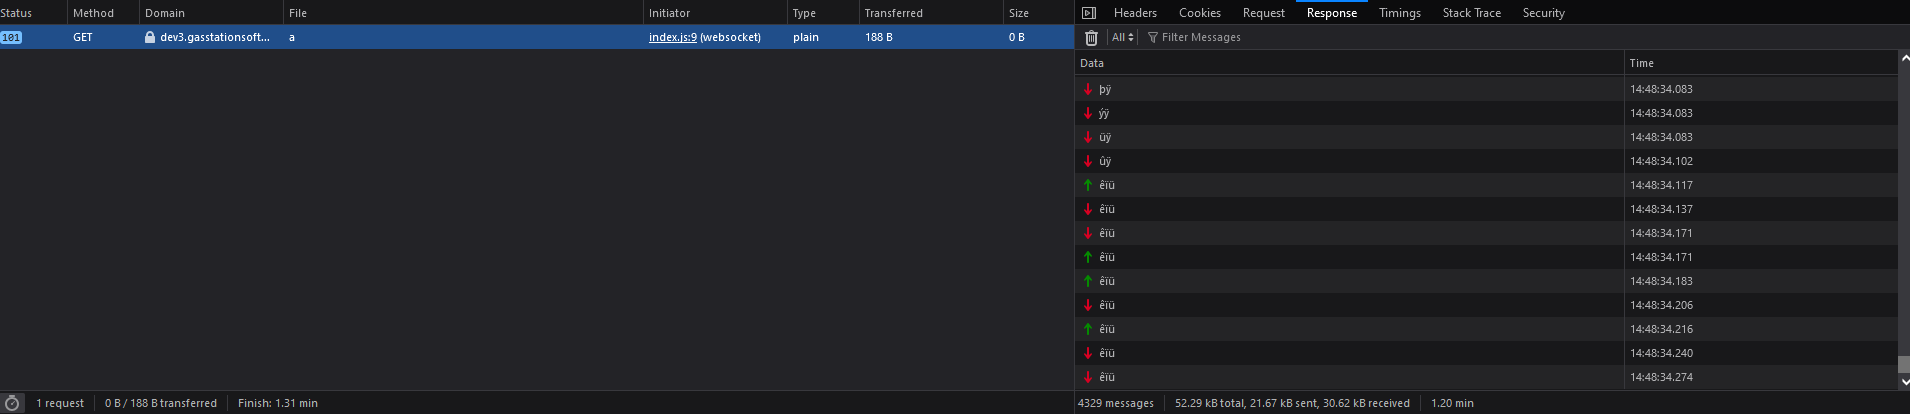 Status Method Domain File Initiator Type Transferred Size
101 GET dev3.gasstationsoft... a index.js:9 (websocket) plain 188 B 0 B
1 request 0 B / 188 B transferred Finish: 1.31 min
Headers Cookies Request Response Timings Stack Trace Security
All Filter Messages
Data Time
þÿ 14:48:34.083
ýÿ 14:48:34.083
üÿ 14:48:34.083
ûÿ 14:48:34.102
êïü 14:48:34.117
êïü 14:48:34.137
êïü 14:48:34.171
êïü 14:48:34.171
êïü 14:48:34.183
êïü 14:48:34.206
êïü 14:48:34.216
êïü 14:48:34.240
êïü 14:48:34.274
4329 messages 52.29 kB total, 21.67 kB sent, 30.62 kB received 1.20 min